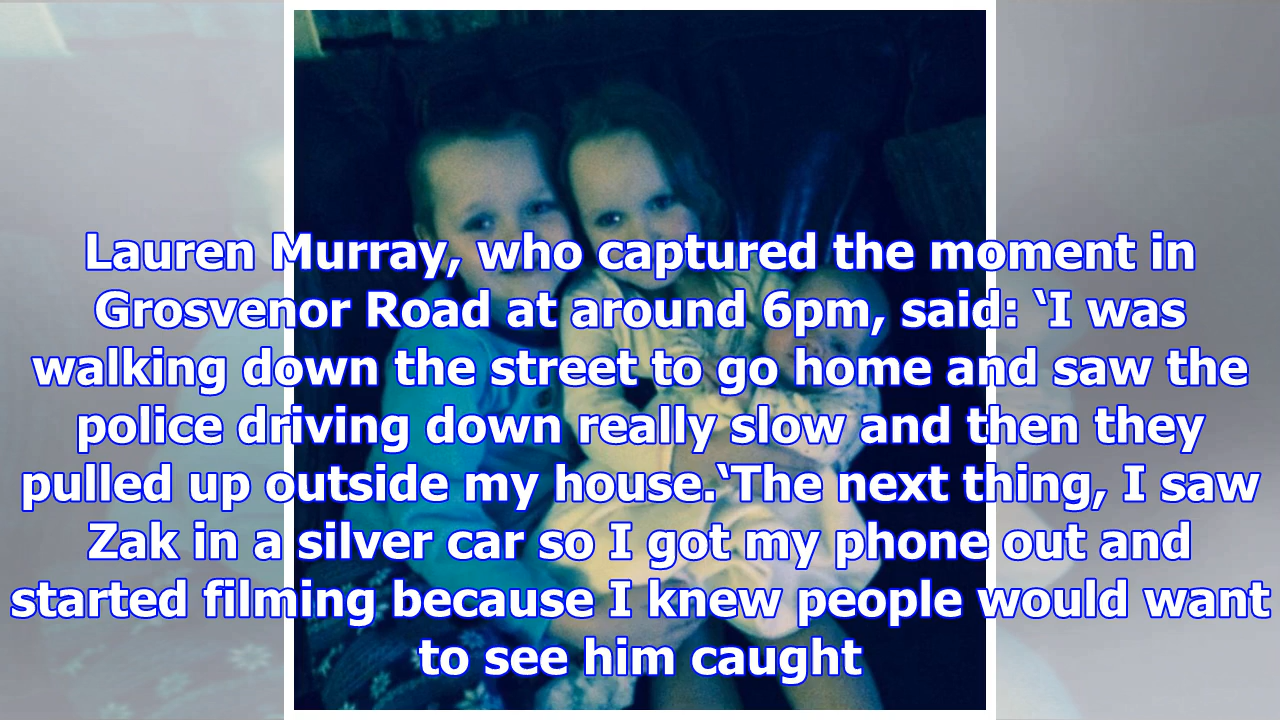 Lauren Murray, who captured the moment in
Grosvenor Road at around 6pm, said: ‘I was
walking down the street to go home and saw the
police driving down really slow and then they
pulled up outside my house.‘The next thing, I saw
Zak in a silver car so I got my phone out and
started filming because I knew people would want
to see him caught